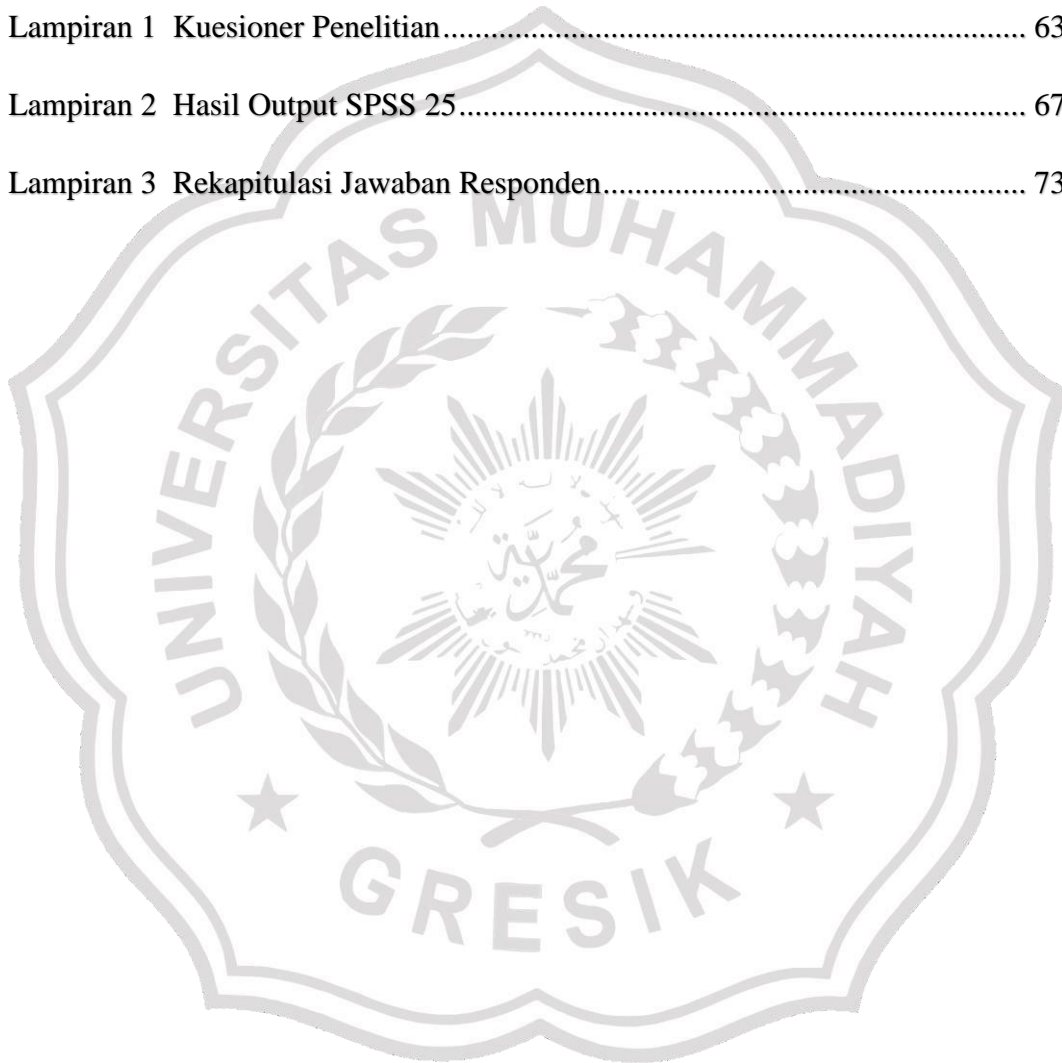 Lampiran 1 Kuesioner Penelitian........................................................................ 63
Lampiran 2 Hasil Output SPSS 25...................................................................... 67
Lampiran 3 Rekapitulasi Jawaban Responden.................................................... 73
UNIVERSITAS MUHAMMADIYAH
محمد
GRESIK